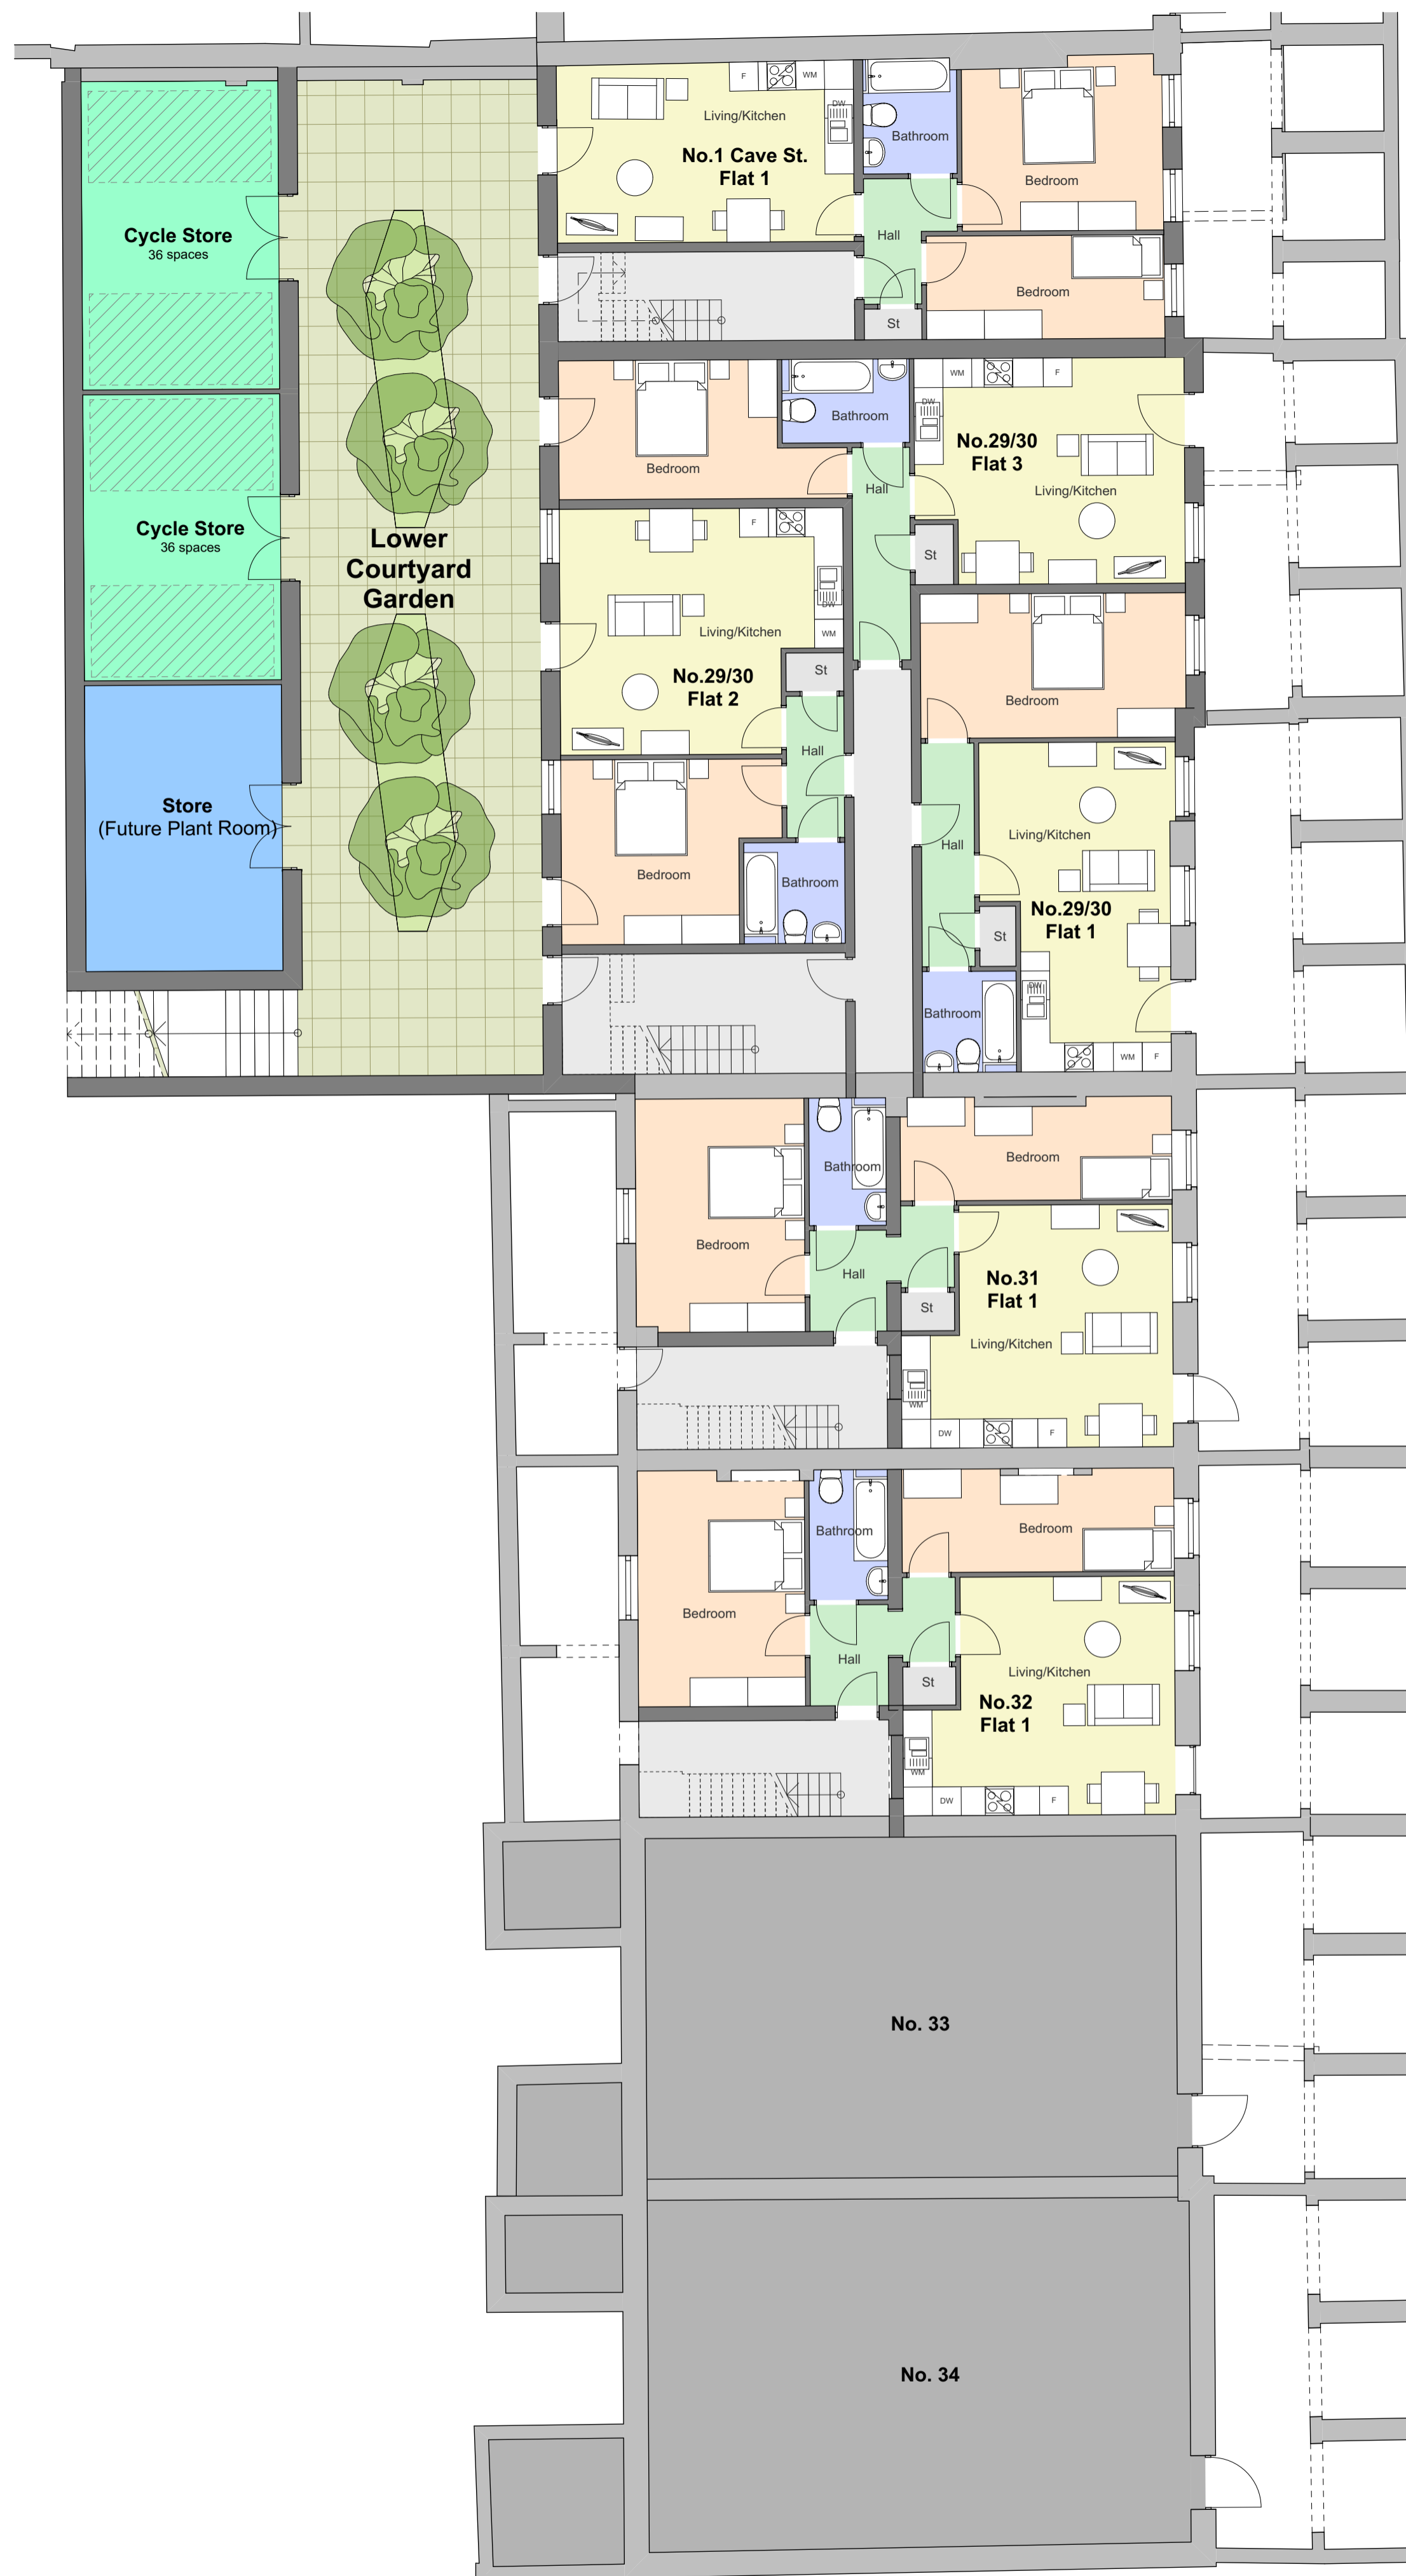 F
WM
DW
Living/Kitchen
Bathroom
No.1 Cave St.
Flat 1
Bedroom
Hall
Bedroom
St
Cycle Store
36 spaces
Bedroom
Bathroom
WM
F
DW
No.29/30
Flat 3
Living/Kitchen
Hall
St
Cycle Store
36 spaces
Lower
Courtyard
Garden
F
DW
WM
Living/Kitchen
No.29/30
Flat 2
St
Hall
Bedroom
Bathroom
Store
(Future Plant Room)
Bedroom
Living/Kitchen
Hall
No.29/30
Flat 1
St
DW
Bathroom
WM
F
Bedroom
Bathroom
Bedroom
Hall
No.31
Flat 1
St
Living/Kitchen
WM
DW
F
Bedroom
Bathroom
Bedroom
Hall
Living/Kitchen
St
No.32
Flat 1
WM
DW
F
No. 33
No. 34